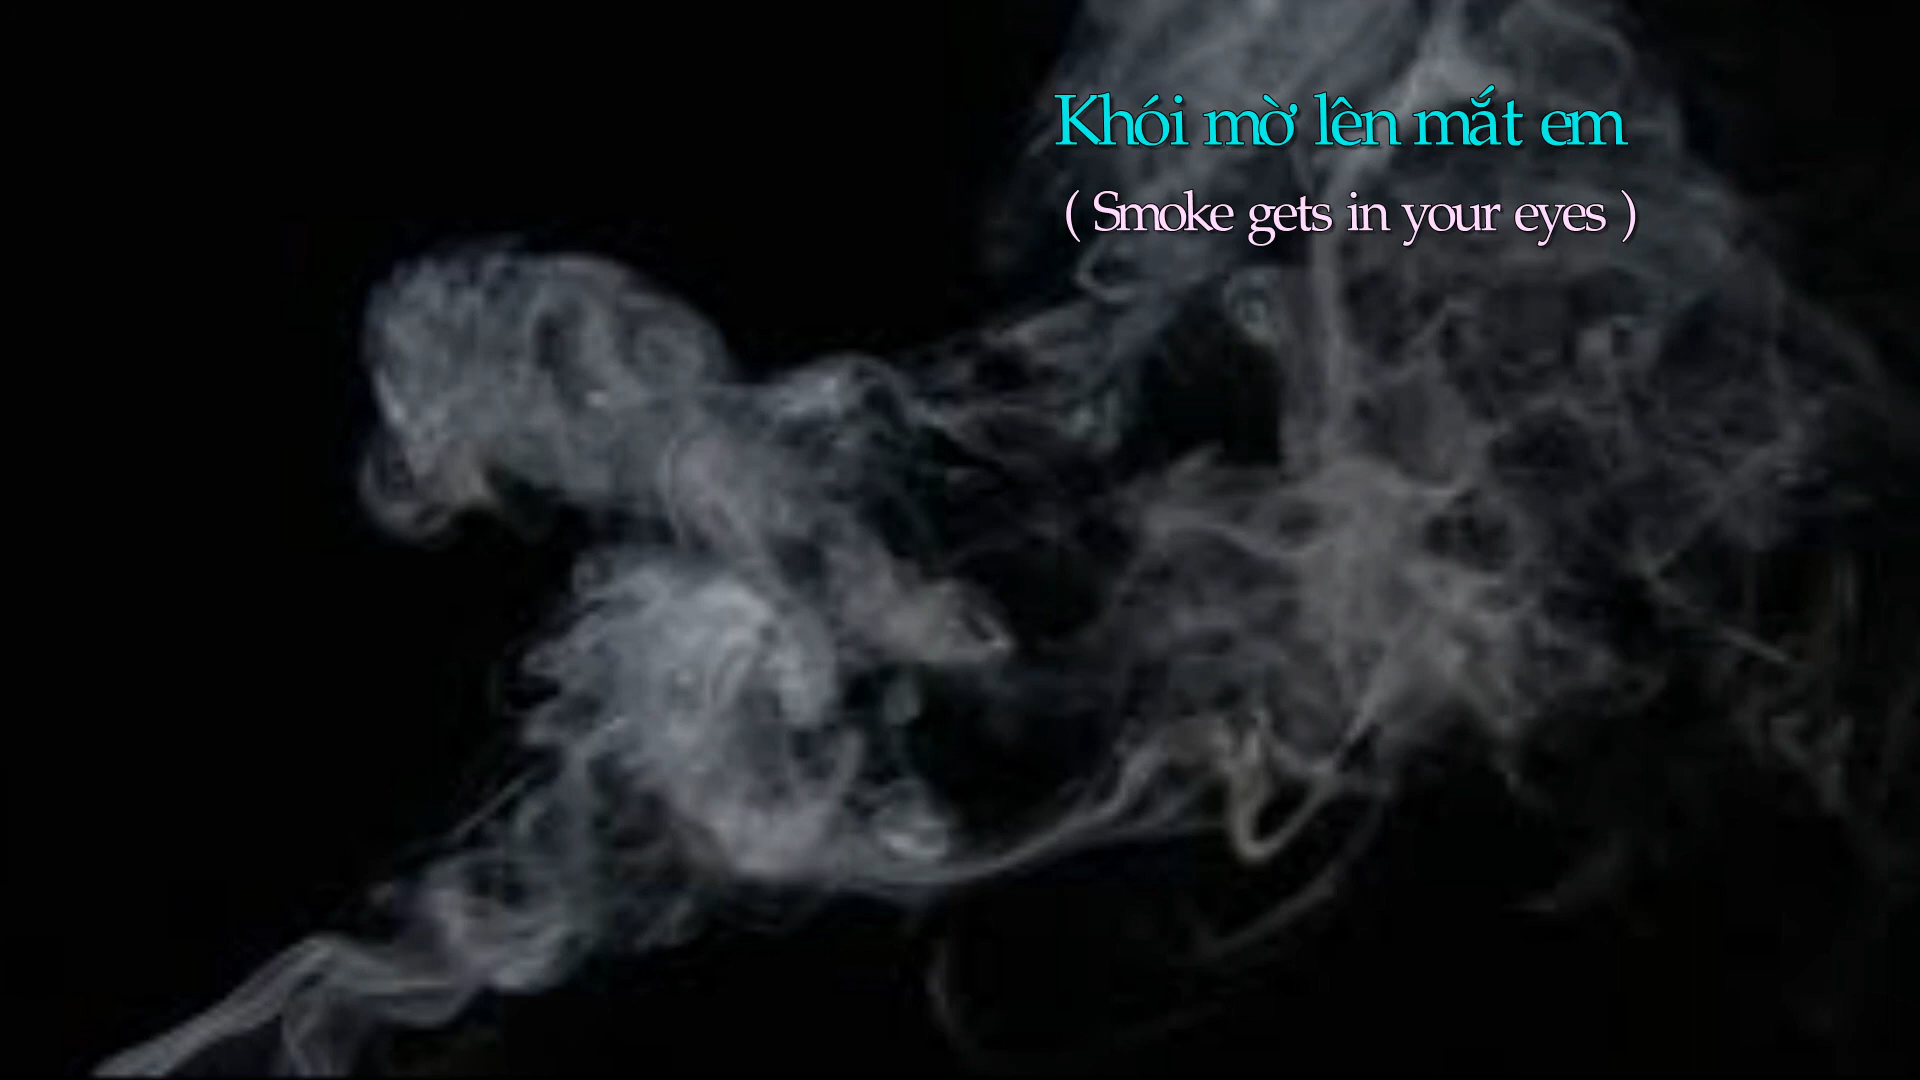 Khói mờ lên mắt em
( Smoke gets in your eyes )